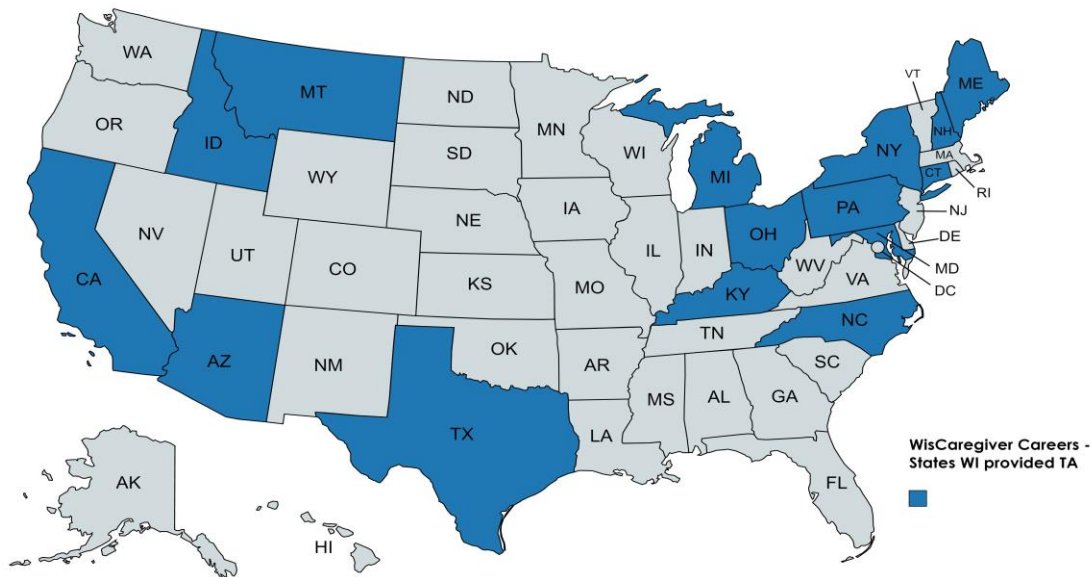 WA
MT
ND
MN
VT
ME
OR
ID
SD
WI
MI
NY
NH
MA
CT
RI
WY
NE
IA
PA
NJ
NV
UT
CO
KS
IL
IN
OH
WV
VA
DE
MD
DC
CA
MO
KY
NC
AZ
NM
OK
AR
TN
SC
TX
MS
AL
GA
LA
FL
AK
HI
WisCaregiver Careers -
States WI provided TA